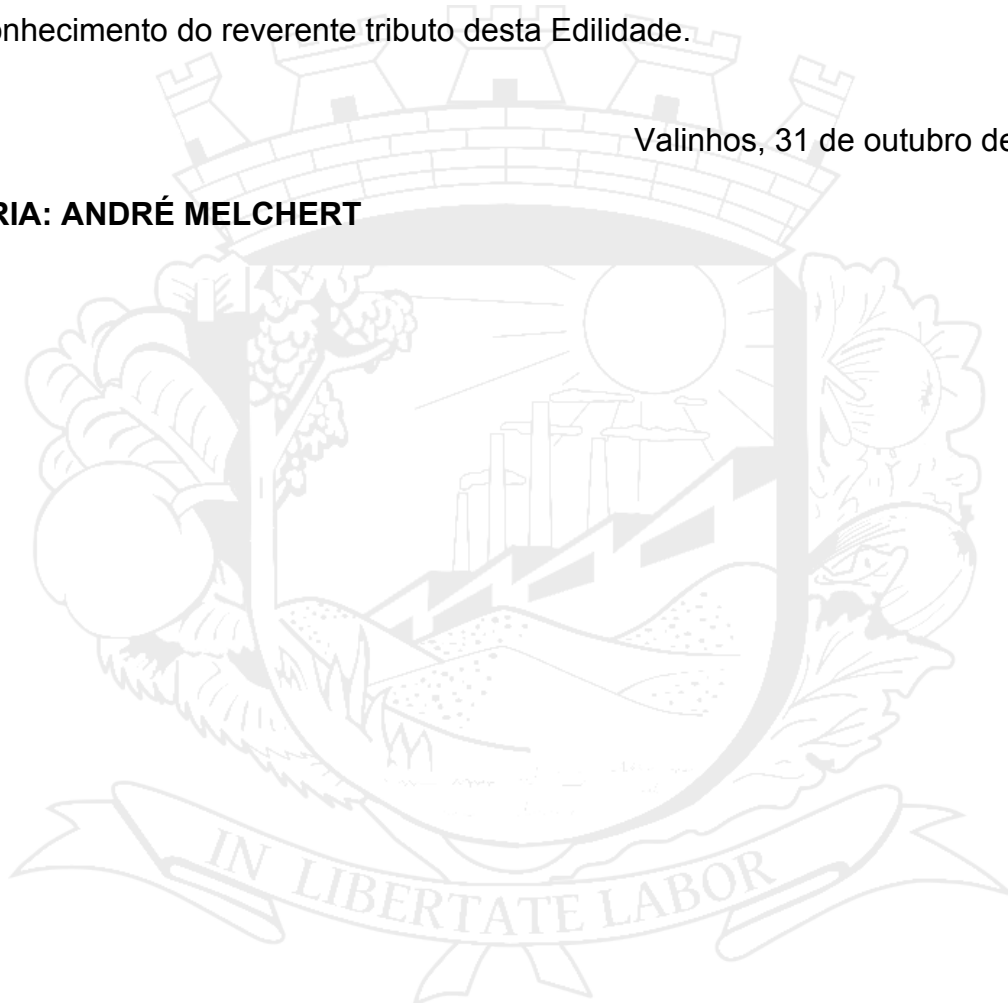 onhecimento do reverente tributo desta Edilidade.
Valinhos, 31 de outubro de
RIA: ANDRÉ MELCHERT
IN LIBERTATE LABOR